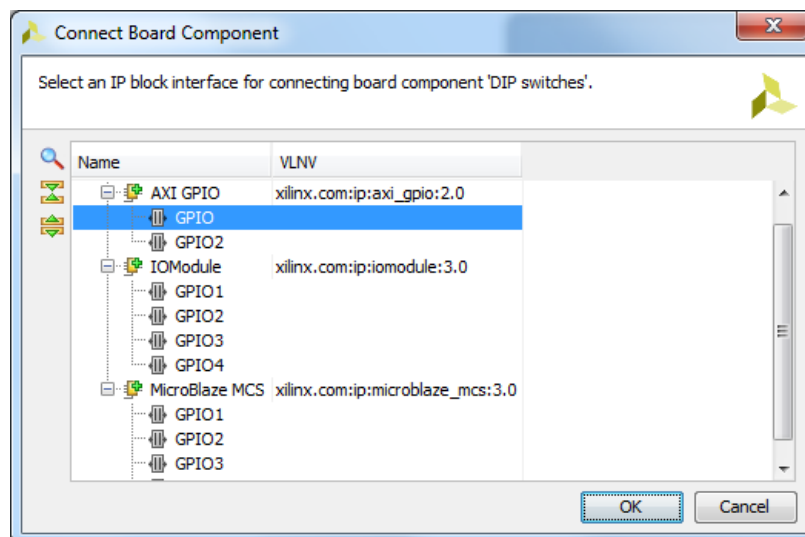 Connect Board Component
Select an IP block interface for connecting board component 'DIP switches'.
Name VLNV
AXI GPIO xilinx.com:ip:axi_gpio:2.0
GPIO
GPIO2
IOModule xilinx.com:ip:iomodule:3.0
GPIO1
GPIO2
GPIO3
GPIO4
MicroBlaze MCS xilinx.com:ip:microblaze_mcs:3.0
GPIO1
GPIO2
GPIO3
OK Cancel